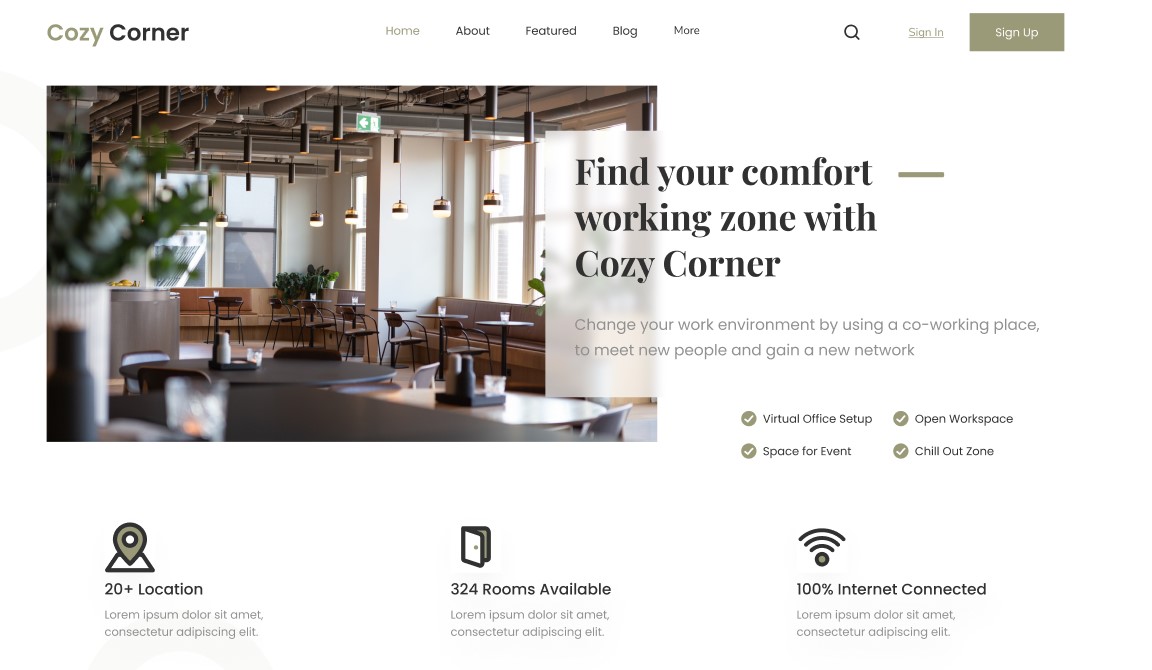 Cozy Corner
Home About Featured Blog More
Sign In
Sign Up
Find your comfort
working zone with
Cozy Corner
Change your work environment by using a co-working place,
to meet new people and gain a new network
Virtual Office Setup
Open Workspace
Space for Event
Chill Out Zone
20+ Location
Lorem ipsum dolor sit amet,
consectetur adipiscing elit.
324 Rooms Available
Lorem ipsum dolor sit amet,
consectetur adipiscing elit.
100% Internet Connected
Lorem ipsum dolor sit amet,
consectetur adipiscing elit.